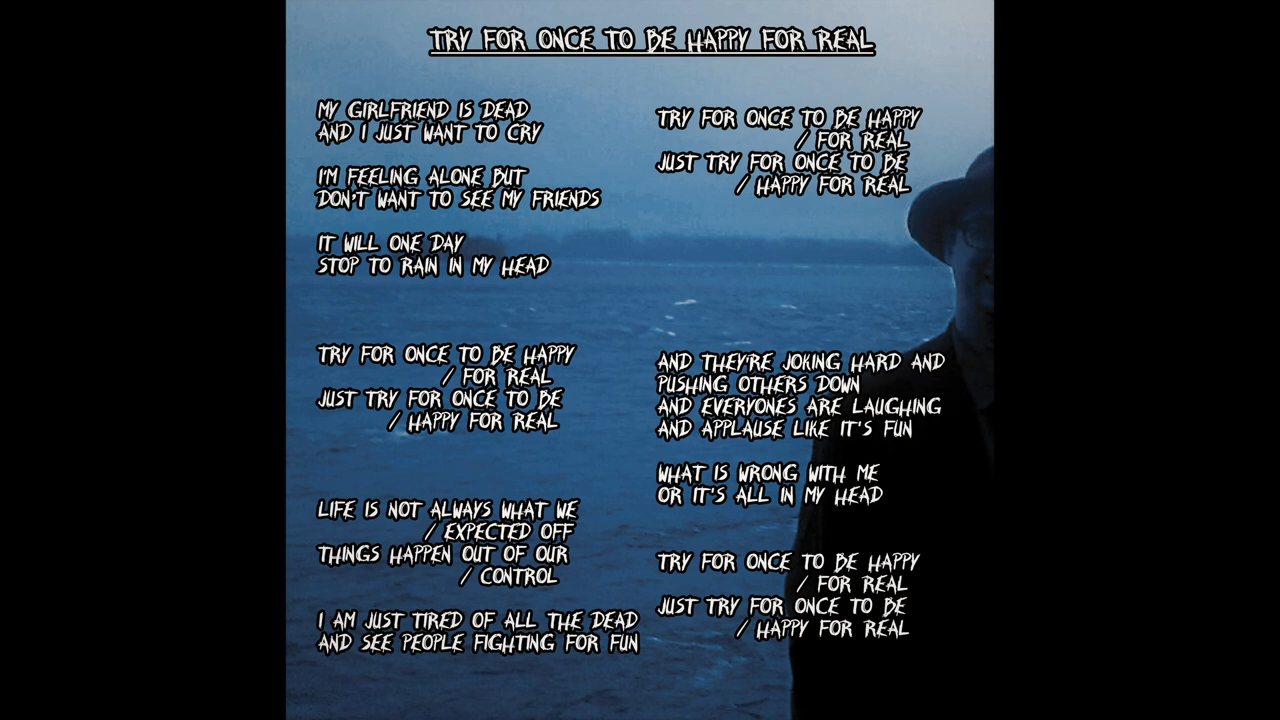 TRY FOR ONCE TO BE HAPPY FOR REAL
MY GIRLFRIEND IS DEAD
AND I JUST WANT TO CRY
I'M FEELING ALONE BUT
DON'T WANT TO SEE MY FRIENDS
IT WILL ONE DAY
STOP TO RAIN IN MY HEAD
TRY FOR ONCE TO BE HAPPY
/ FOR REAL
JUST TRY FOR ONCE TO BE
/ HAPPY FOR REAL
LIFE IS NOT ALWAYS WHAT WE
/ EXPECTED OFF
THINGS HAPPEN OUT OF OUR
/ CONTROL
I AM JUST TIRED OF ALL THE DEAD
AND SEE PEOPLE FIGHTING FOR FUN
TRY FOR ONCE TO BE HAPPY
/ FOR REAL
JUST TRY FOR ONCE TO BE
/ HAPPY FOR REAL
AND THEY'RE JOKING HARD AND
PUSHING OTHERS DOWN
AND EVERYONES ARE LAUGHING
AND APPLAUSE LIKE IT'S FUN
WHAT IS WRONG WITH ME
OR IT'S ALL IN MY HEAD
TRY FOR ONCE TO BE HAPPY
/ FOR REAL
JUST TRY FOR ONCE TO BE
/ HAPPY FOR REAL